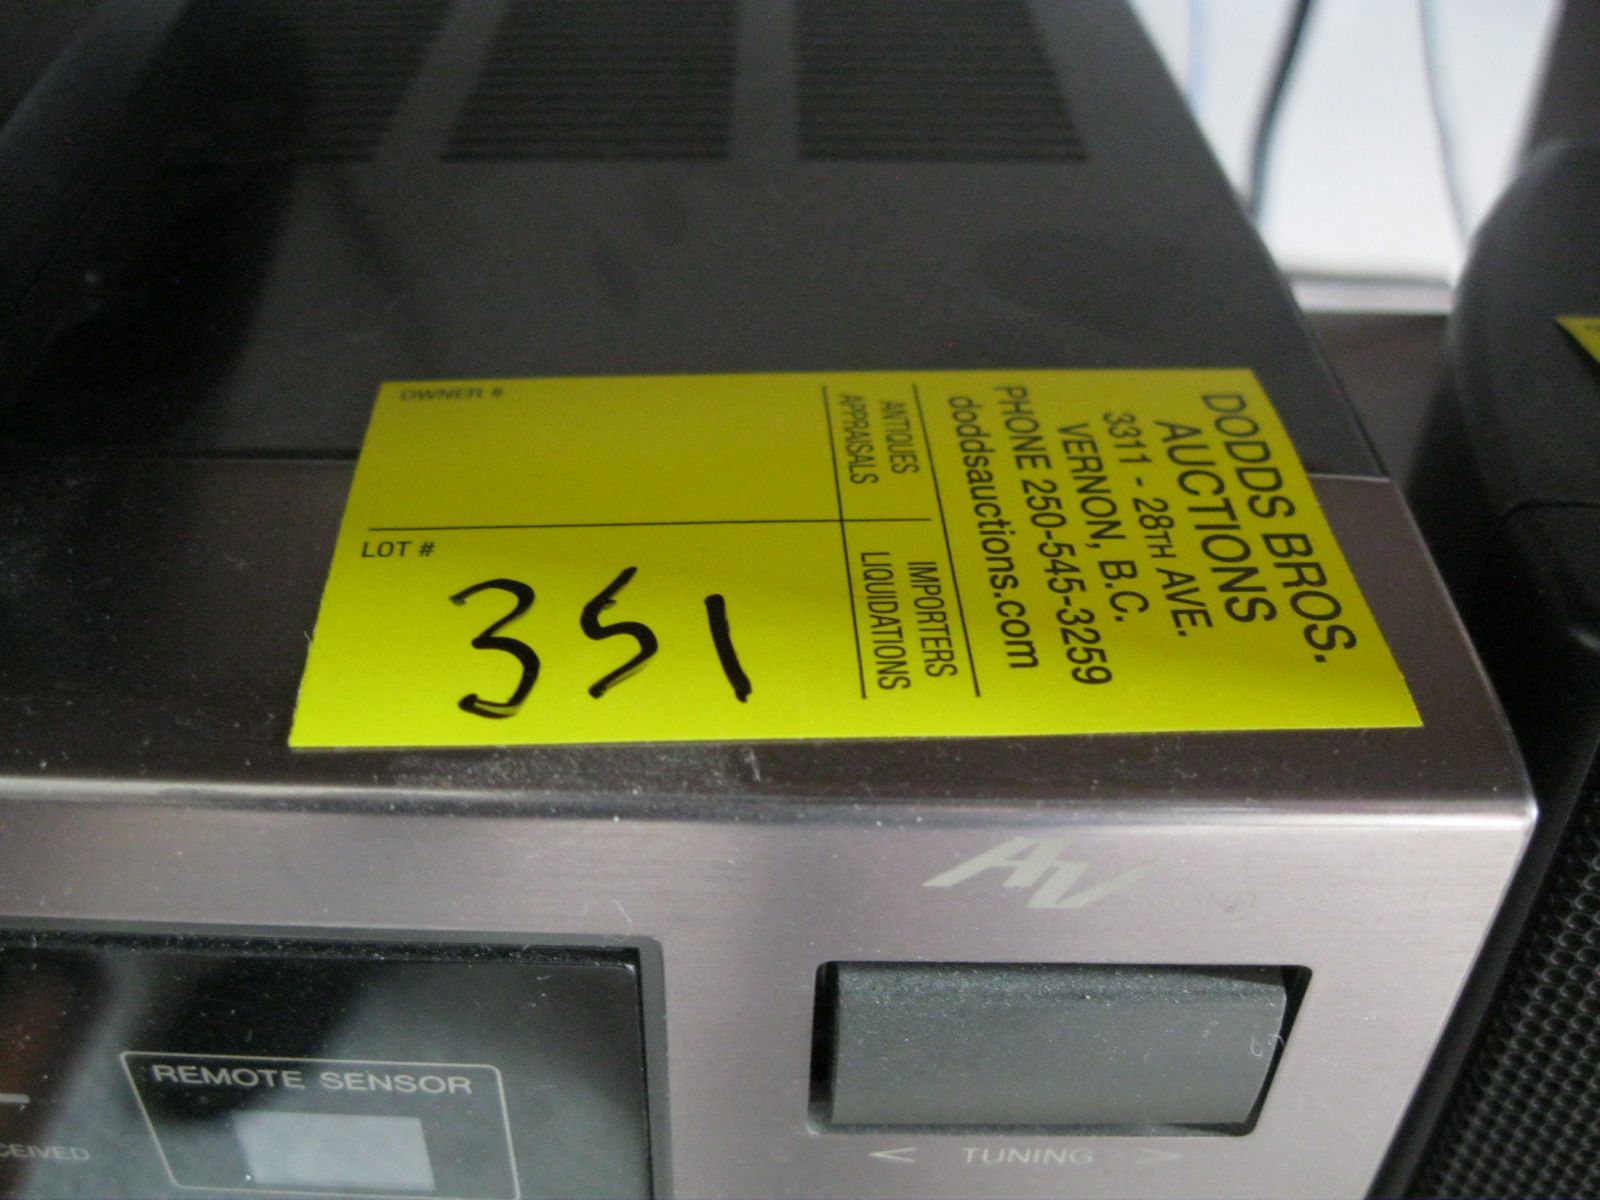 OWNER #
LOT #
351
ANTIQUES
APPRAISALS
IMPORTERS
LIQUIDATIONS
DODDS BROS.
AUCTIONS
3311 - 28TH AVE.
VERNON, B.C.
PHONE 250-545-3259
doddsauctions.com
AV
REMOTE SENSOR
< TUNING >